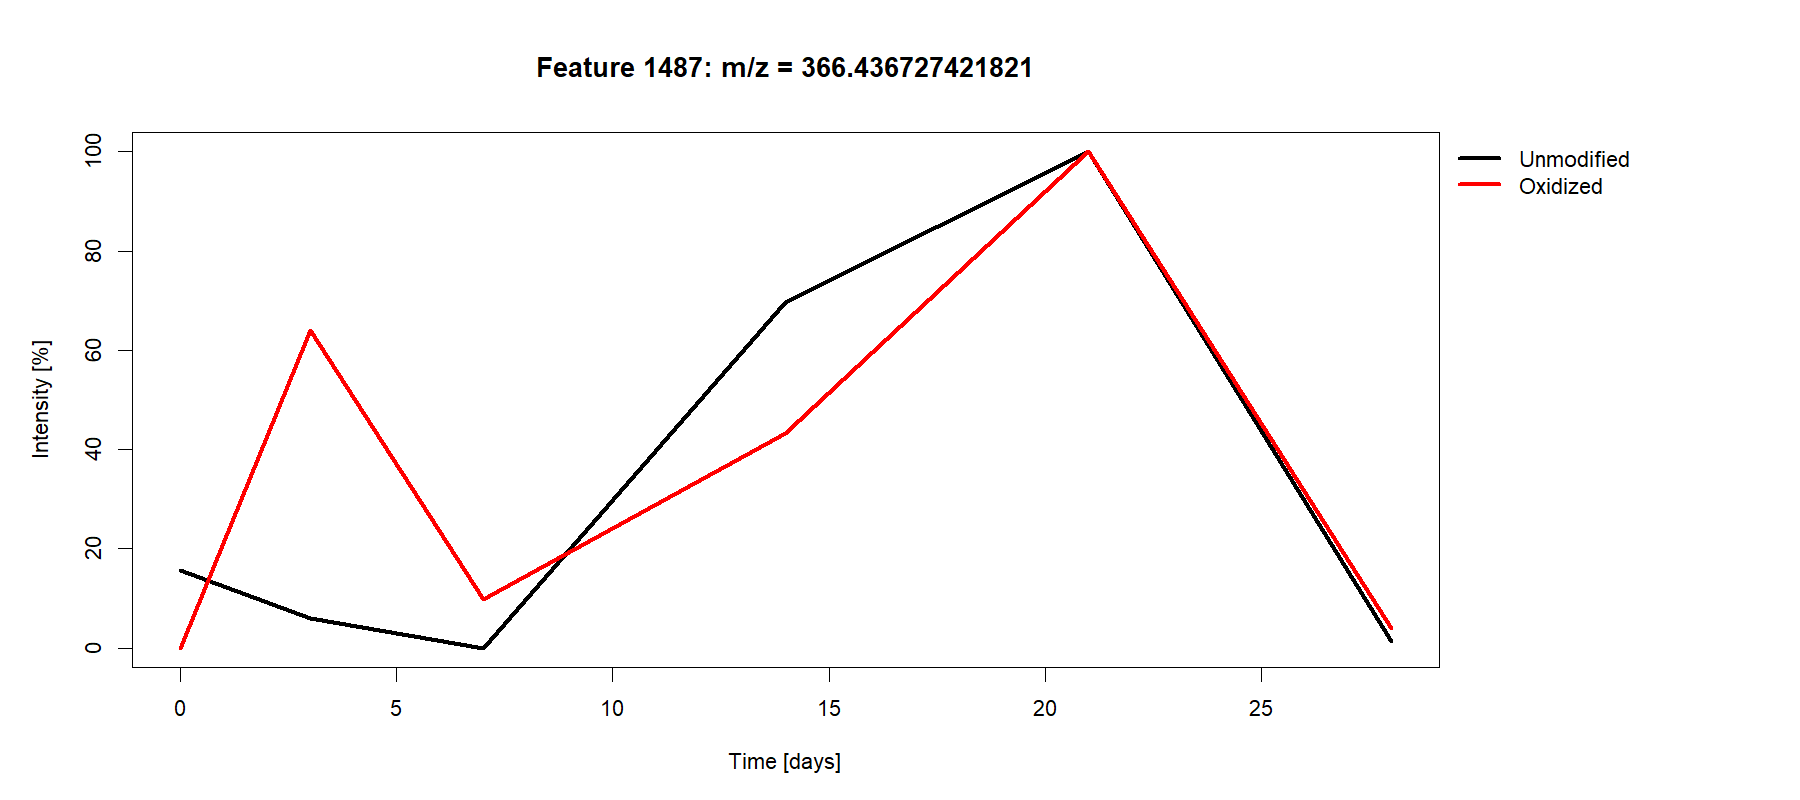 Feature 1487: m/z = 366.436727421821
Unmodified
Oxidized
Intensity [%]
100
80
60
40
20
0
0 5 10 15 20 25
Time [days]